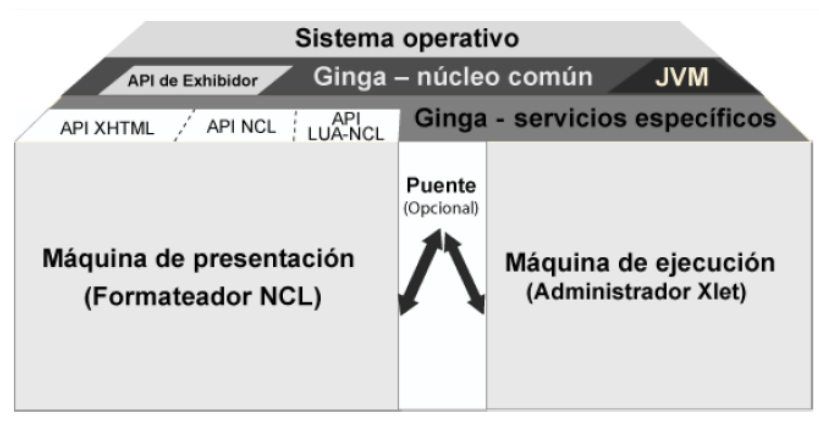 Sistema operativo
API de Exhibidor
Ginga – núcleo común
JVM
API XHTML
API NCL
API
LUA-NCL
Ginga - servicios específicos
Puente
(Opcional)
Máquina de presentación
(Formateador NCL)
Máquina de ejecución
(Administrador Xlet)